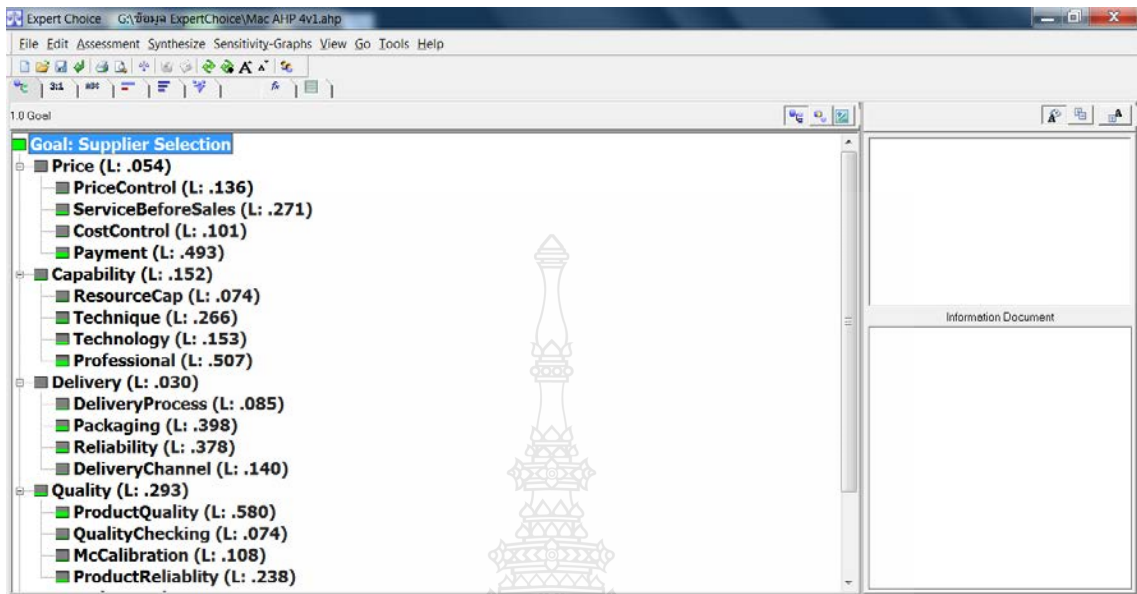 Expert Choice G:\ข้อมูล ExpertChoice\Mac AHP 4v1.ahp
File Edit Assessment Synthesize Sensitivity-Graphs View Go Tools Help
3:1 ABC
1.0 Goal
Goal: Supplier Selection
Price (L: .054)
PriceControl (L: .136)
ServiceBeforeSales (L: .271)
CostControl (L: .101)
Payment (L: .493)
Capability (L: .152)
ResourceCap (L: .074)
Technique (L: .266)
Technology (L: .153)
Professional (L: .507)
Delivery (L: .030)
DeliveryProcess (L: .085)
Packaging (L: .398)
Reliability (L: .378)
DeliveryChannel (L: .140)
Quality (L: .293)
ProductQuality (L: .580)
QualityChecking (L: .074)
McCalibration (L: .108)
ProductReliablity (L: .238)
Information Document